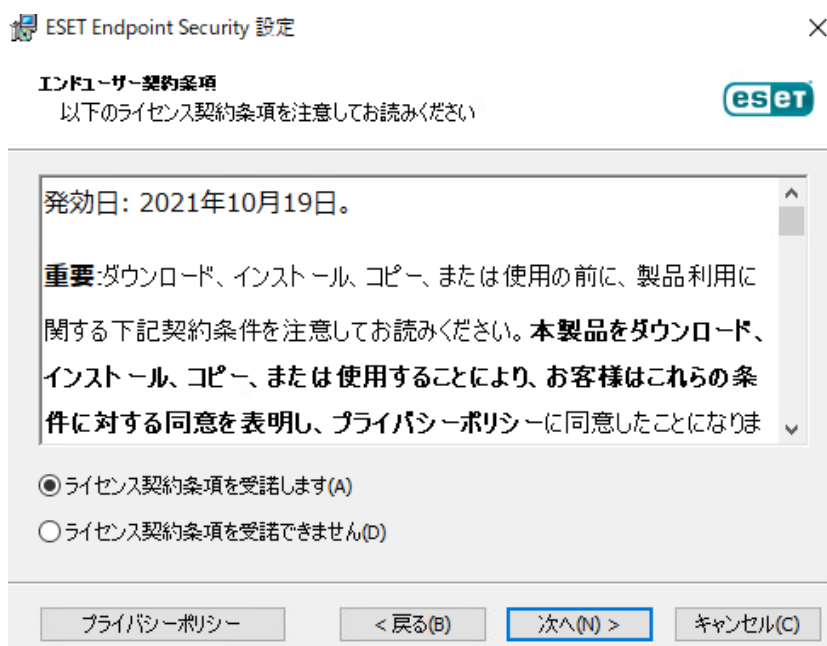 ESET Endpoint Security 設定
エンドユーザー契約条項
以下のライセンス契約条項を注意してお読みください
eseT
発効日: 2021年10月19日。
重要:ダウンロード、インストール、コピー、または使用の前に、製品利用に
関する下記契約条件を注意してお読みください。本製品をダウンロード、
インストール、コピー、または使用することにより、お客様はこれらの条
件に対する同意を表明し、プライバシーポリシーに同意したことになりま
ライセンス契約条項を受諾します(A)
ライセンス契約条項を受諾できません(D)
プライバシーポリシー
< 戻る(B)
次へ(N) >
キャンセル(C)